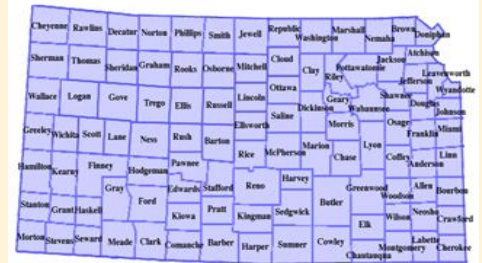 Cheyenne Rawlins Decatur Norton Phillips Smith Jewell Republic Washington Marshall Nemaha Brown Doniphan
Sherman Thomas Sheridan Graham Rooks Osborne Mitchell Cloud Clay Riley Pottawatomie Jackson Atchison
Jefferson Leavenworth Wyandotte
Wallace Logan Gove Trego Ellis Russell Lincoln Ottawa Dickinson Geary Wabaunsee Shawnee Douglas Johnson
Saline
Greeley Wichita Scott Lane Ness Rush Barton Ellsworth Morris Lyon Osage Franklin Miami
Rice McPherson Marion Chase Coffey Anderson Linn
Hamilton Kearny Finney Hodgeman Pawnee
Gray Ford Edwards Stafford Reno Harvey Butler Greenwood Woodson Allen Bourbon
Stanton Grant Haskell Kiowa Pratt Kingman Sedgwick Elk Wilson Neosho Crawford
Morton Stevens Seward Meade Clark Comanche Barber Harper Sumner Cowley Chautauqua Montgomery Labette Cherokee